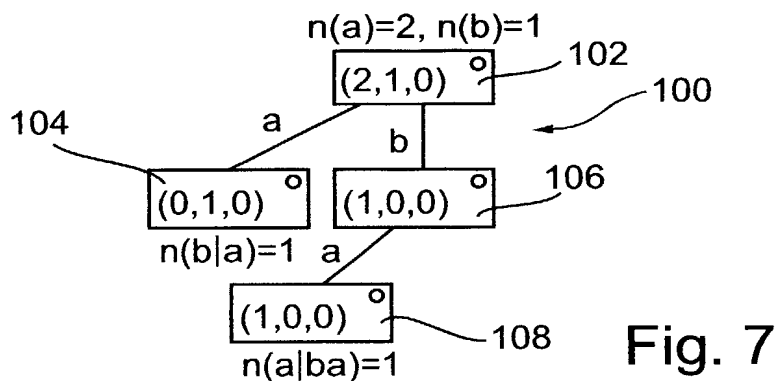 n(a)=2, n(b)=1
(2,1,0) 102
100
104 a b
(0,1,0) (1,0,0) 106
n(b|a)=1 a
(1,0,0) 108
n(a|ba)=1
Fig. 7